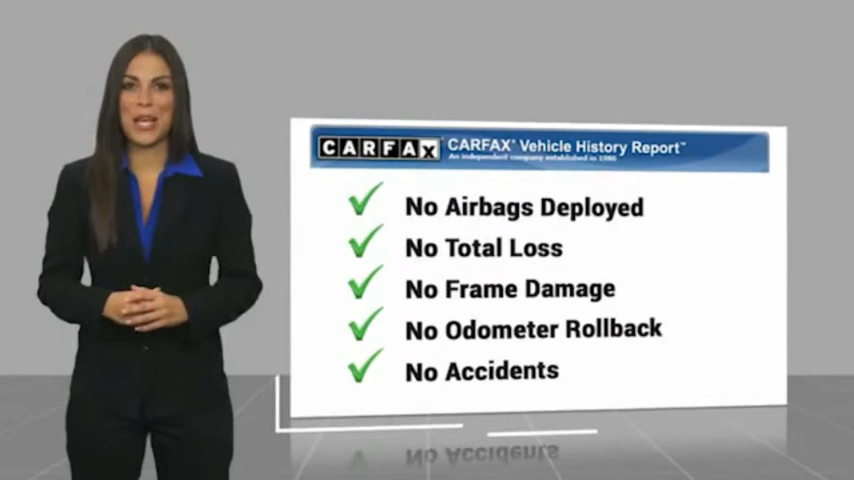 CARFAX CARFAX® Vehicle History Report™
An independent company established in 1986
No Airbags Deployed
No Total Loss
No Frame Damage
No Odometer Rollback
No Accidents
No Accidents